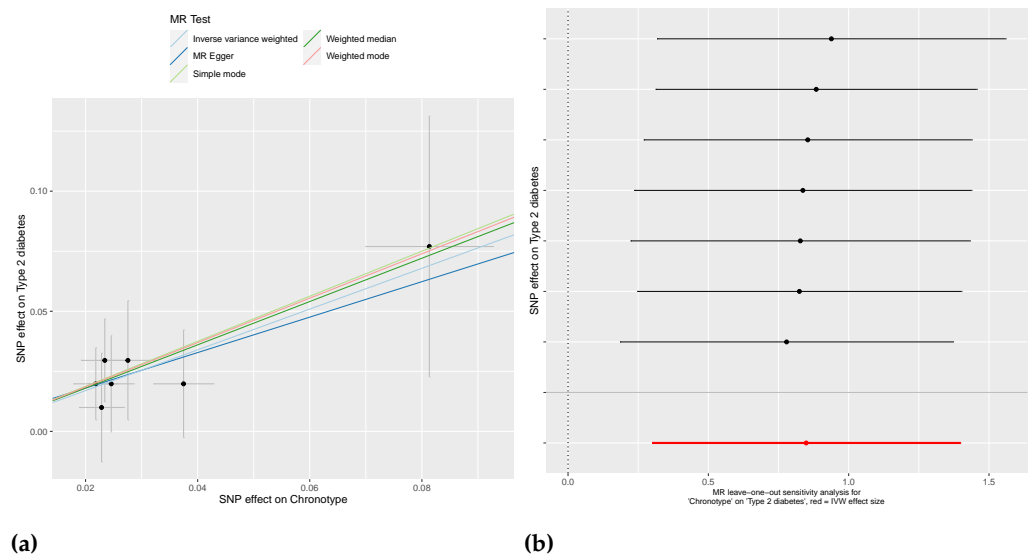 MR Test
Inverse variance weighted
MR Egger
Simple mode
Weighted median
Weighted mode
SNP effect on Type 2 diabetes
0.10
0.05
0.00
0.02
0.04
0.06
0.08
SNP effect on Chronotype
(a)
SNP effect on Type 2 diabetes
0.0
0.5
1.0
1.5
MR leave−one−out sensitivity analysis for
'Chronotype' on 'Type 2 diabetes', red = IVW effect size
(b)